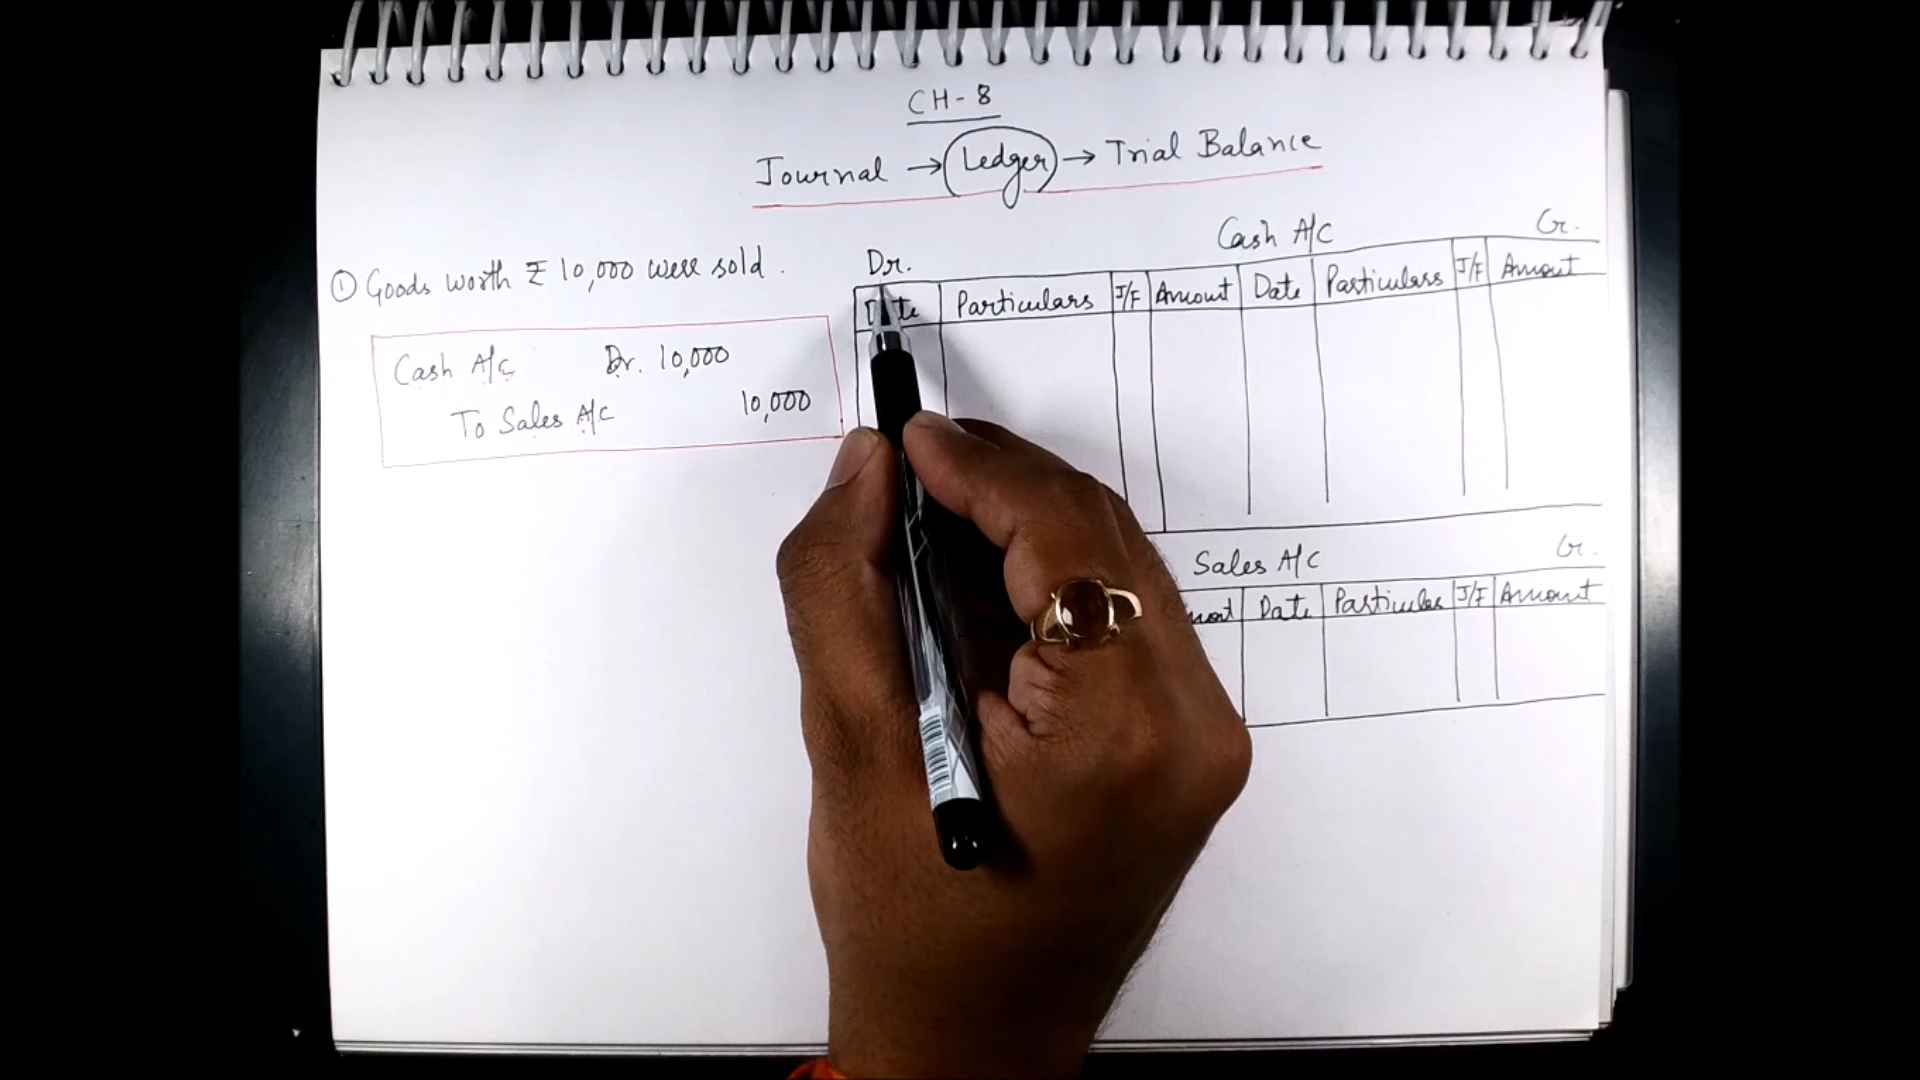 CH-8
Journal → Ledger → Trial Balance
① Goods worth ₹ 10,000 were sold.
Cash A/c Dr. 10,000
To Sales A/c 10,000
Cash A/C
Dr. Cr.
Date Particulars J/F Amount Date Particulars J/F Amount
Sales A/C Cr.
Date Particulars J/F Amount